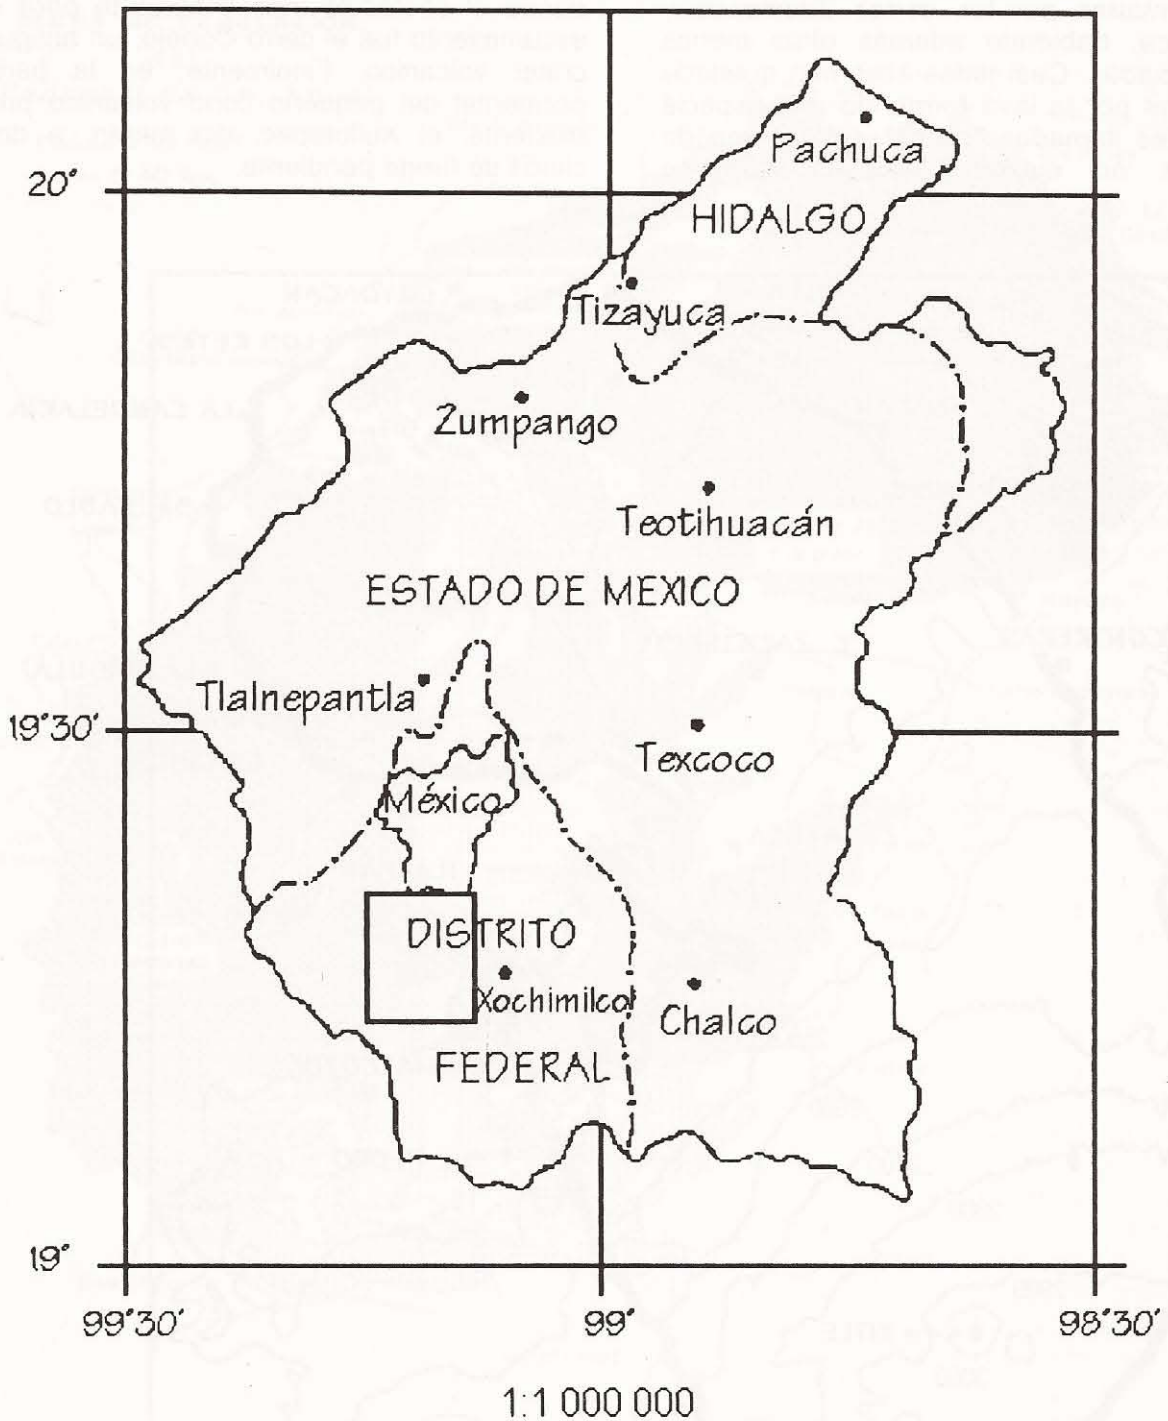 Pachuca
20°
HIDALGO
Tizayuca
Zumpango
Teotihuacán
ESTADO DE MEXICO
Tlalnepantla
19°30'
Texcoco
México
DISTRITO
Xochimilco
Chalco
FEDERAL
19°
99°30'
99°
98°30'
1:1 000 000